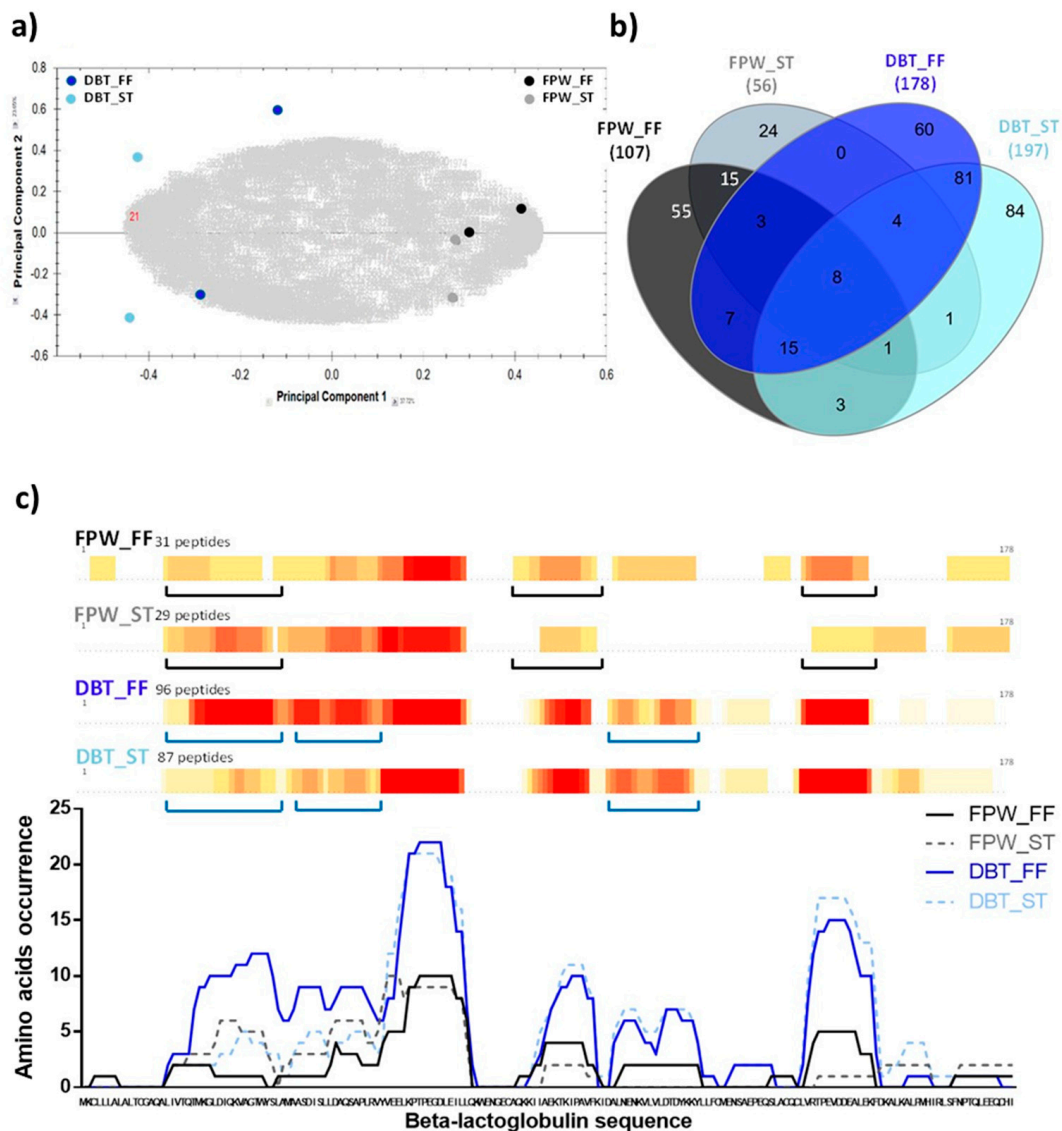 a)
0.8
0.6
0.4
0.2
0.0
-0.2
-0.4
-0.6
-0.4
-0.2
0.0
0.2
0.4
0.6
Principal Component 2
Principal Component 1
DBT_FF
DBT_ST
FPW_FF
FPW_ST
21
b)
FPW_ST
(56)
DBT_FF
(178)
FPW_FF
(107)
DBT_ST
(197)
24
0
60
15
81
55
3
4
84
8
7
1
15
1
3
c)
FPW_FF 31 peptides
1
178
FPW_ST 29 peptides
1
178
DBT_FF 96 peptides
1
178
DBT_ST 87 peptides
1
178
25
20
15
10
5
0
Amino acids occurrence
FPW_FF
FPW_ST
DBT_FF
DBT_ST
Beta-lactoglobulin sequence